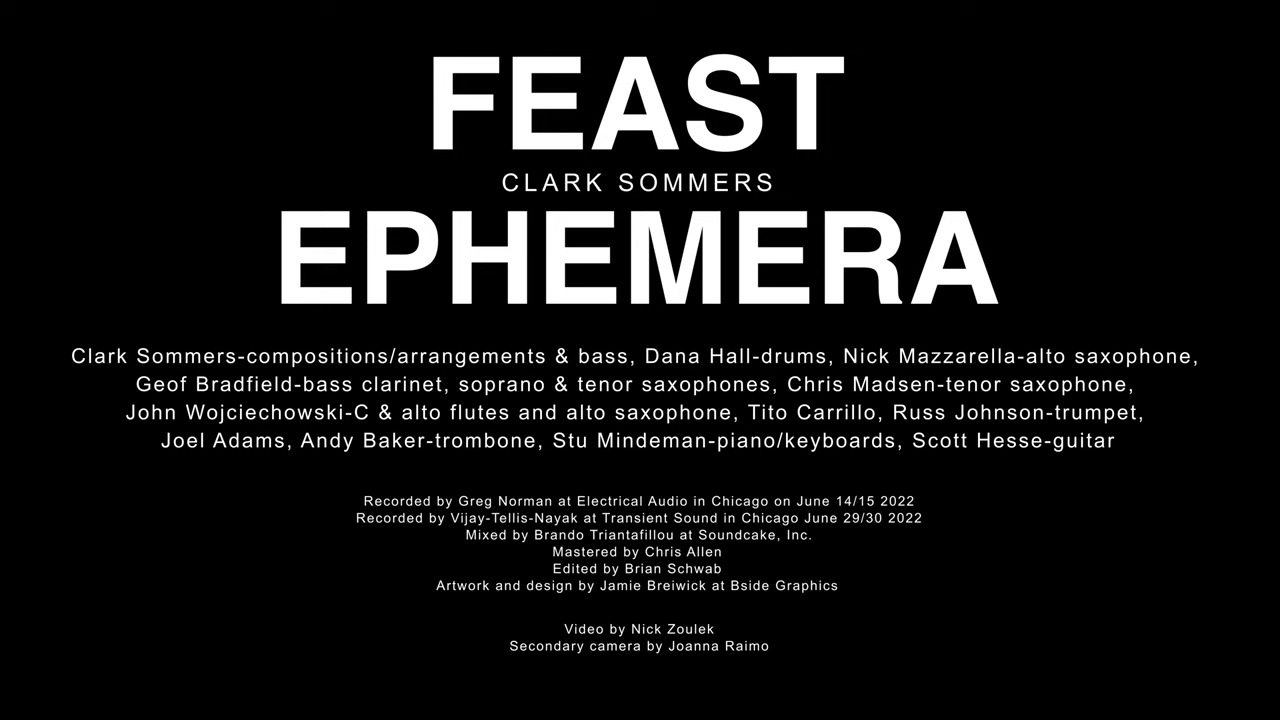 FEAST
CLARK SOMMERS
EPHEMERA
Clark Sommers-compositions/arrangements & bass, Dana Hall-drums, Nick Mazzarella-alto saxophone,
Geof Bradfield-bass clarinet, soprano & tenor saxophones, Chris Madsen-tenor saxophone,
John Wojciechowski-C & alto flutes and alto saxophone, Tito Carrillo, Russ Johnson-trumpet,
Joel Adams, Andy Baker-trombone, Stu Mindeman-piano/keyboards, Scott Hesse-guitar
Recorded by Greg Norman at Electrical Audio in Chicago on June 14/15 2022
Recorded by Vijay-Tellis-Nayak at Transient Sound in Chicago June 29/30 2022
Mixed by Brando Triantafillou at Soundcake, Inc.
Mastered by Chris Allen
Edited by Brian Schwab
Artwork and design by Jamie Breiwick at Bside Graphics
Video by Nick Zoulek
Secondary camera by Joanna Raimo